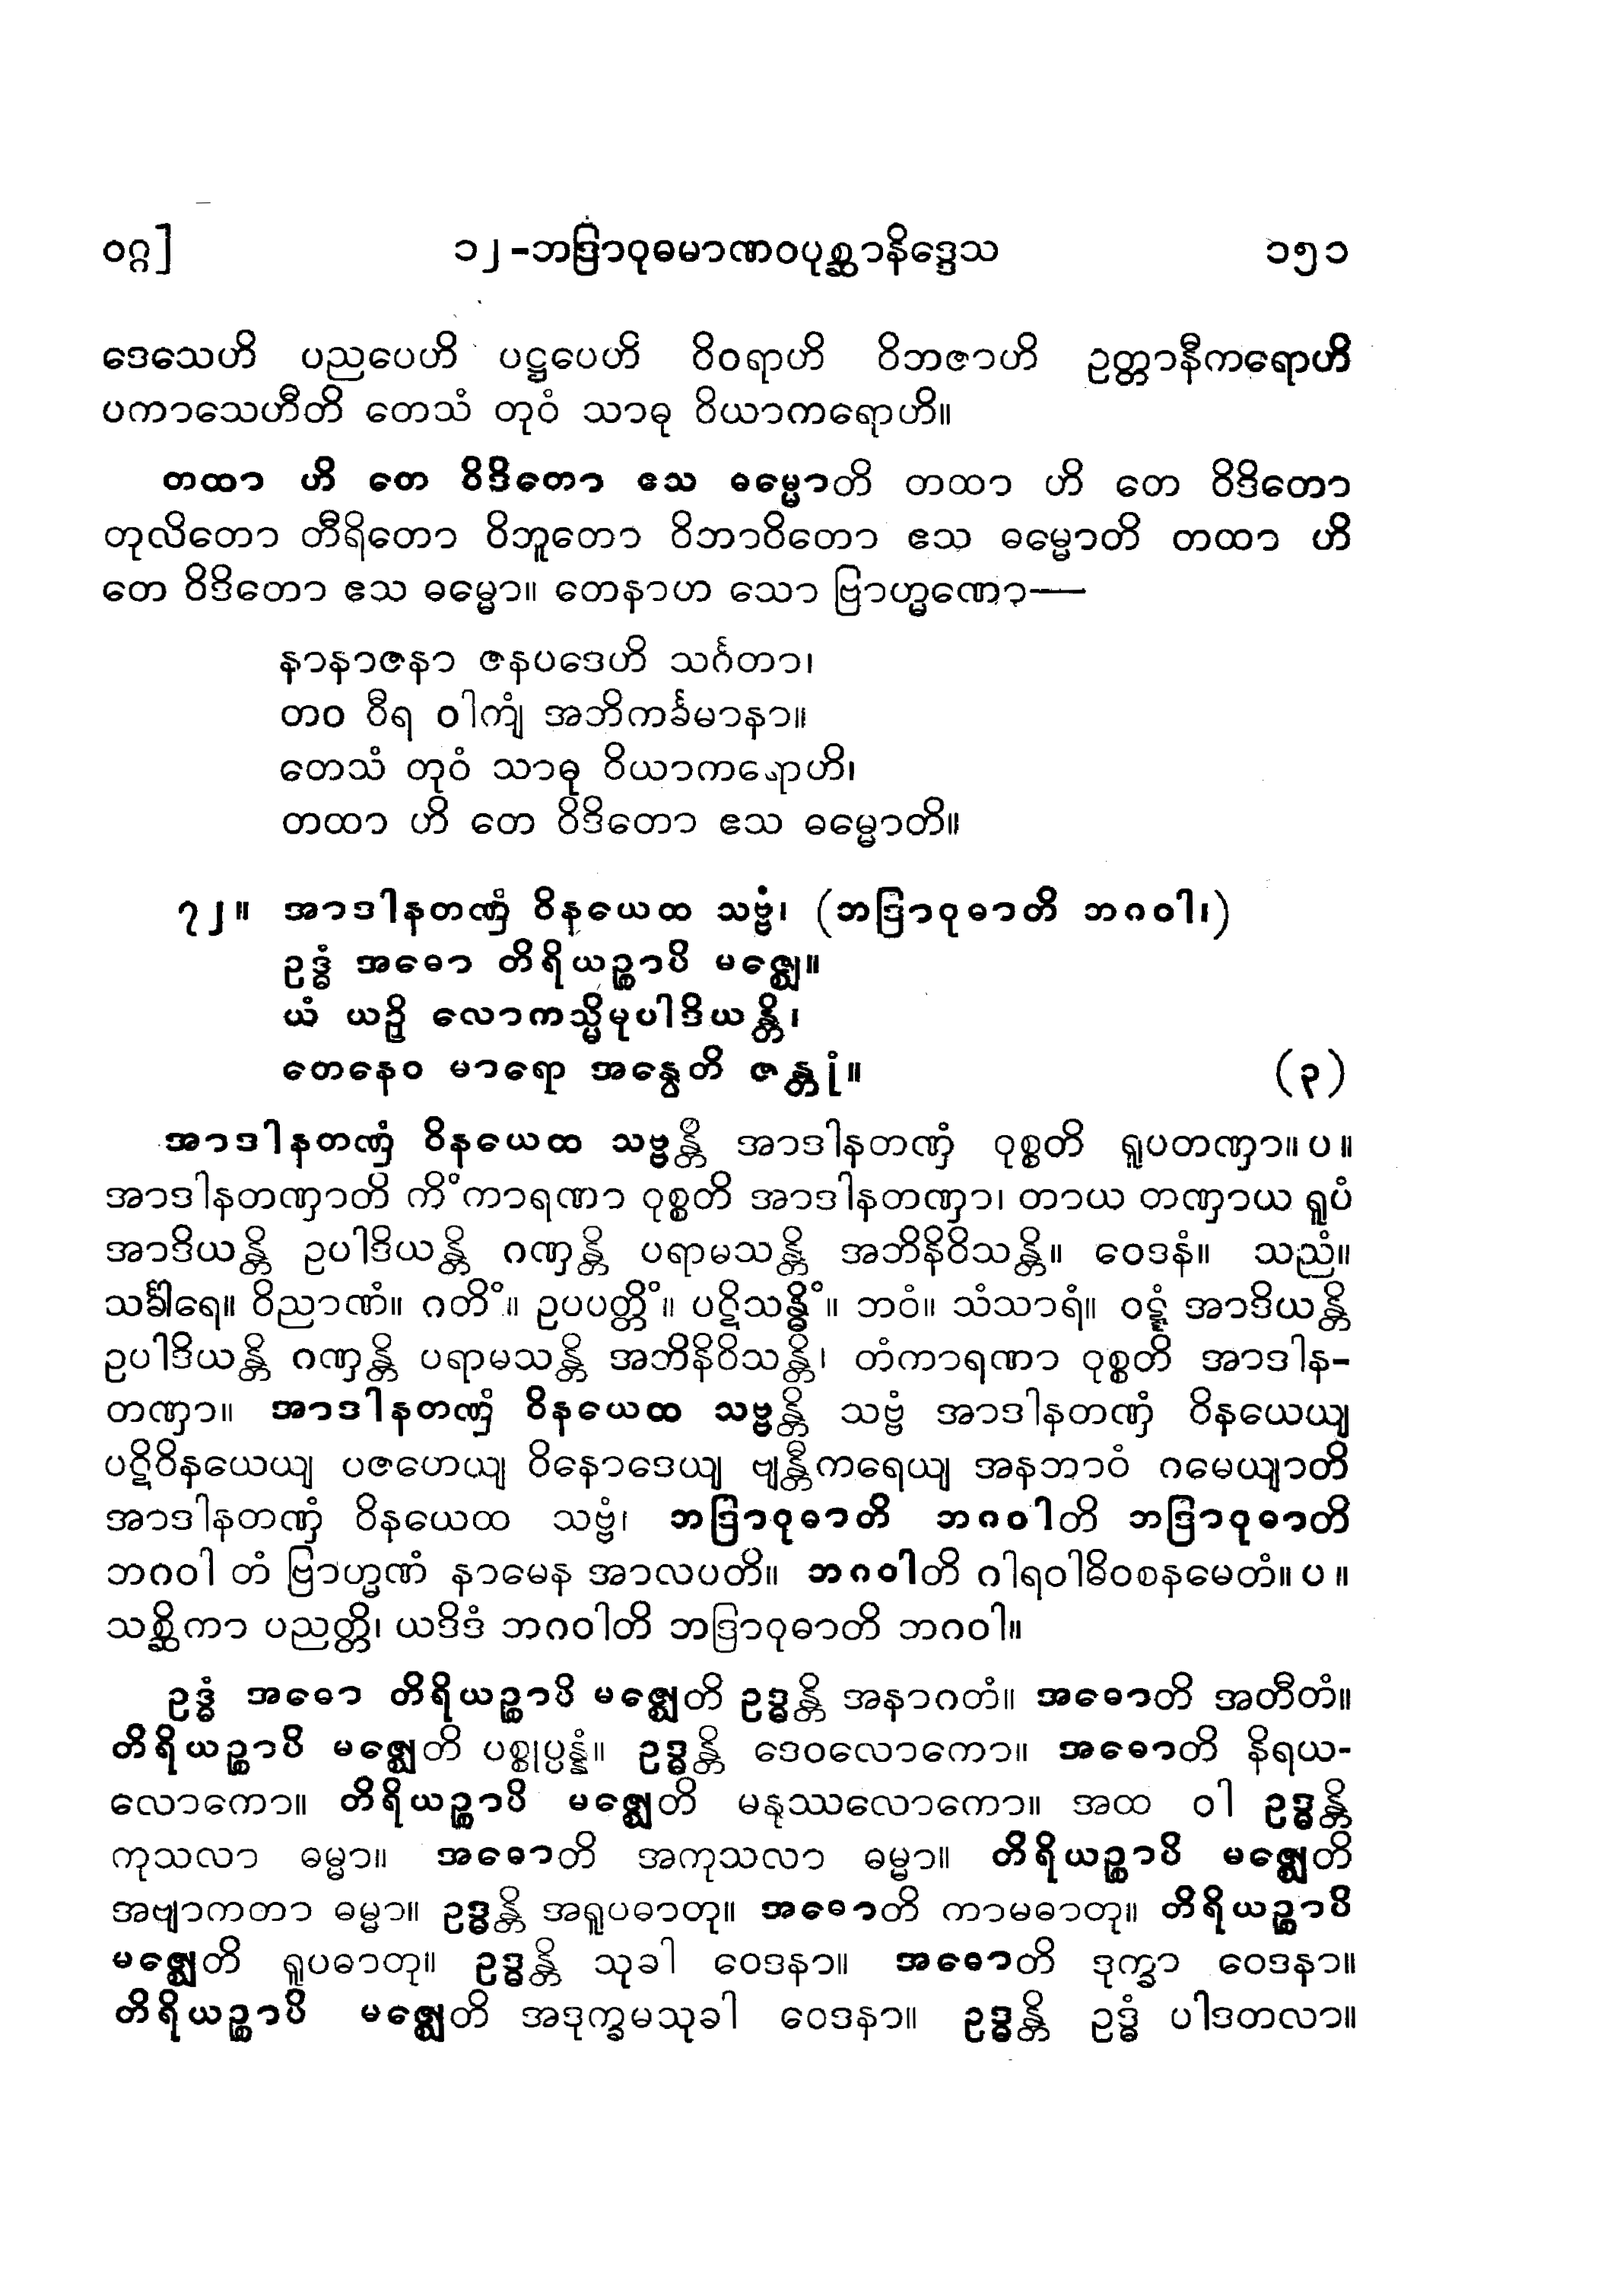 ဝဂ္ဂ] ၁၂-ဘဒြာဝုဓမာဏဝပုစ္ဆာနိဒ္ဒေသ ၁၅၁
ဒေသေဟိ ပညပေဟိ ပဋ္ဌပေဟိ ဝိဝရာဟိ ဝိဘဇာဟိ ဥတ္တာနီကရောဟိ
ပကာသေဟီတိ တေသံ တုဝံ သာဓု ဝိယာကရောဟိ။
တထာ ဟိ တေ ဝိဒိတော ဧသ ဓမ္မောတိ တထာ ဟိ တေ ဝိဒိတော
တုလိတော တီရိတော ဝိဘူတော ဝိဘာဝိတော ဧသ ဓမ္မောတိ တထာ ဟိ
တေ ဝိဒိတော ဧသ ဓမ္မော။ တေနာဟ သော ဗြာဟ္မဏော—
နာနာဇနာ ဇနပဒေဟိ သင်္ဂတာ၊
တဝ ဝီရ ဝါကျံ အဘိကင်္ခမာနာ။
တေသံ တုဝံ သာဓု ဝိယာကရောဟိ၊
တထာ ဟိ တေ ဝိဒိတော ဧသ ဓမ္မောတိ။
၇၂။ အာဒါနတဏှံ ဝိနယေထ သဗ္ဗံ၊ (ဘဒြာဝုဓာတိ ဘဂဝါ၊)
ဥဒ္ဓံ အဓော တိရိယဉ္စာပိ မဇ္ဈေ။
ယံ ယဉှိ လောကသ္မိမုပါဒိယန္တိ၊
တေနေဝ မာရော အနွေတိ ဇန္တုံ။ (၃)
အာဒါနတဏှံ ဝိနယေထ သဗ္ဗန္တိ အာဒါနတဏှံ ဝုစ္စတိ ရူပတဏှာ။ ပ ။
အာဒါနတဏှာတိ ကိံ ကာရဏာ ဝုစ္စတိ အာဒါနတဏှာ၊ တာယ တဏှာယ ရူပံ
အာဒိယန္တိ ဥပါဒိယန္တိ ဂဏှန္တိ ပရာမသန္တိ အဘိနိဝိသန္တိ။ ဝေဒနံ။ သညံ။
သင်္ခါရေ။ ဝိညာဏံ။ ဂတိံ။ ဥပပတ္တိံ။ ပဋိသန္ဓိံ။ ဘဝံ။ သံသာရံ။ ဝဋ္ဋံ အာဒိယန္တိ
ဥပါဒိယန္တိ ဂဏှန္တိ ပရာမသန္တိ အဘိနိဝိသန္တိ၊ တံကာရဏာ ဝုစ္စတိ အာဒါန-
တဏှာ။ အာဒါနတဏှံ ဝိနယေထ သဗ္ဗန္တိ သဗ္ဗံ အာဒါနတဏှံ ဝိနယေယျ
ပဋိဝိနယေယျ ပဇဟေယျ ဝိနောဒေယျ ဗျန္တီကရေယျ အနဘာဝံ ဂမေယျာတိ
အာဒါနတဏှံ ဝိနယေထ သဗ္ဗံ၊ ဘဒြာဝုဓာတိ ဘဂဝါတိ ဘဒြာဝုဓာတိ
ဘဂဝါ တံ ဗြာဟ္မဏံ နာမေန အာလပတိ။ ဘဂဝါတိ ဂါရဝါဓိဝစနမေတံ။ ပ ။
သစ္ဆိကာ ပညတ္တိ၊ ယဒိဒံ ဘဂဝါတိ ဘဒြာဝုဓာတိ ဘဂဝါ။
ဥဒ္ဓံ အဓော တိရိယဉ္စာပိ မဇ္ဈေတိ ဥဒ္ဓန္တိ အနာဂတံ။ အဓောတိ အတီတံ။
တိရိယဉ္စာပိ မဇ္ဈေတိ ပစ္စုပ္ပန္နံ။ ဥဒ္ဓန္တိ ဒေဝလောကော။ အဓောတိ နိရယ-
လောကော။ တိရိယဉ္စာပိ မဇ္ဈေတိ မနုဿလောကော။ အထ ဝါ ဥဒ္ဓန္တိ
ကုသလာ ဓမ္မာ။ အဓောတိ အကုသလာ ဓမ္မာ။ တိရိယဉ္စာပိ မဇ္ဈေတိ
အဗျာကတာ ဓမ္မာ။ ဥဒ္ဓန္တိ အရူပဓာတု။ အဓောတိ ကာမဓာတု။ တိရိယဉ္စာပိ
မဇ္ဈေတိ ရူပဓာတု။ ဥဒ္ဓန္တိ သုခါ ဝေဒနာ။ အဓောတိ ဒုက္ခာ ဝေဒနာ။
တိရိယဉ္စာပိ မဇ္ဈေတိ အဒုက္ခမသုခါ ဝေဒနာ။ ဥဒ္ဓန္တိ ဥဒ္ဓံ ပါဒတလာ။